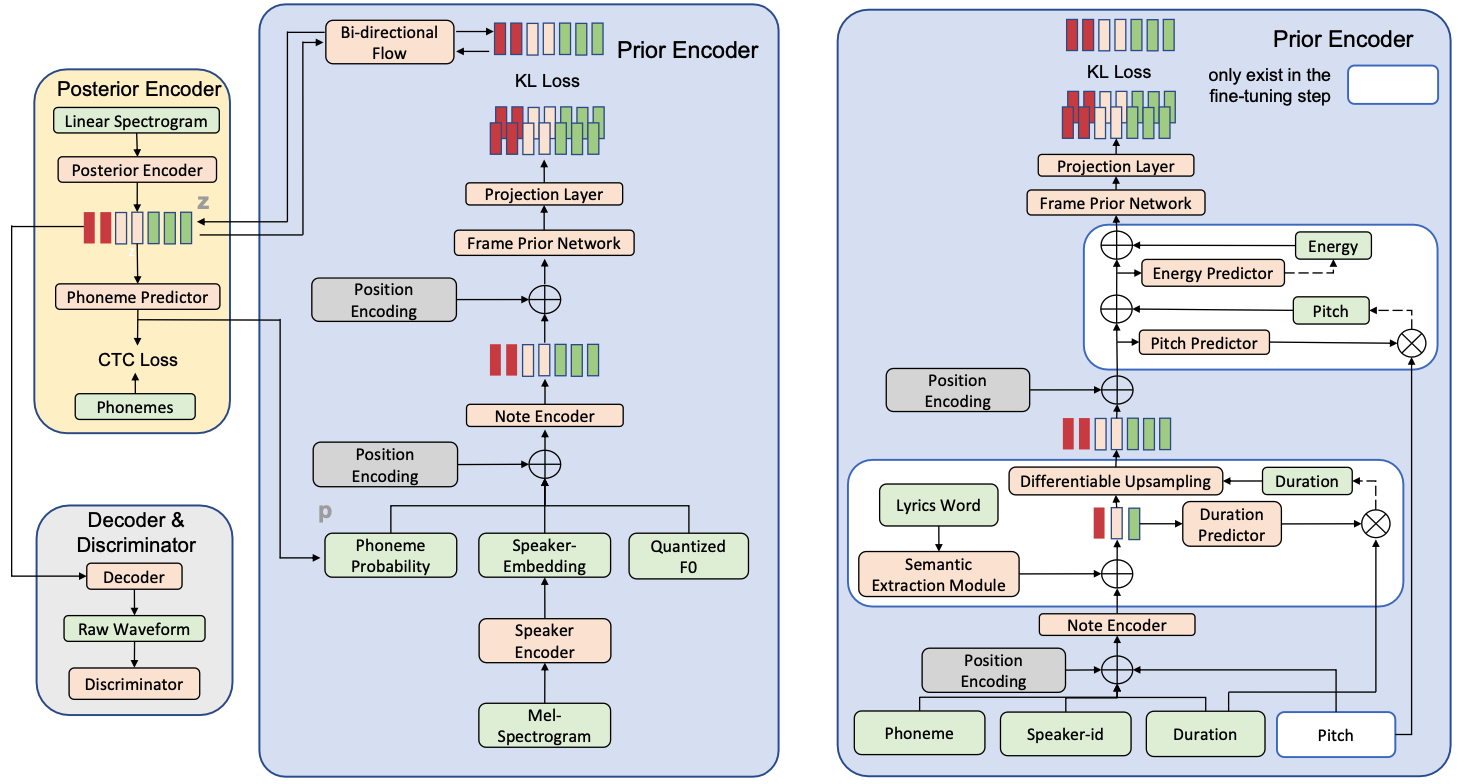 Posterior Encoder
Linear Spectrogram
Posterior Encoder
z
Phoneme Predictor
CTC Loss
Phonemes
Decoder &
Discriminator
Decoder
Raw Waveform
Discriminator
Bi-directional
Flow
Prior Encoder
KL Loss
Projection Layer
Frame Prior Network
Position
Encoding
Note Encoder
Position
Encoding
p
Phoneme
Probability
Speaker-
Embedding
Quantized
F0
Speaker
Encoder
Mel-
Spectrogram
Prior Encoder
KL Loss
only exist in the
fine-tuning step
Projection Layer
Frame Prior Network
Energy
Energy Predictor
Pitch
Pitch Predictor
Position
Encoding
Differentiable Upsampling
Duration
Lyrics Word
Duration
Predictor
Semantic
Extraction Module
Note Encoder
Position
Encoding
Phoneme
Speaker-id
Duration
Pitch